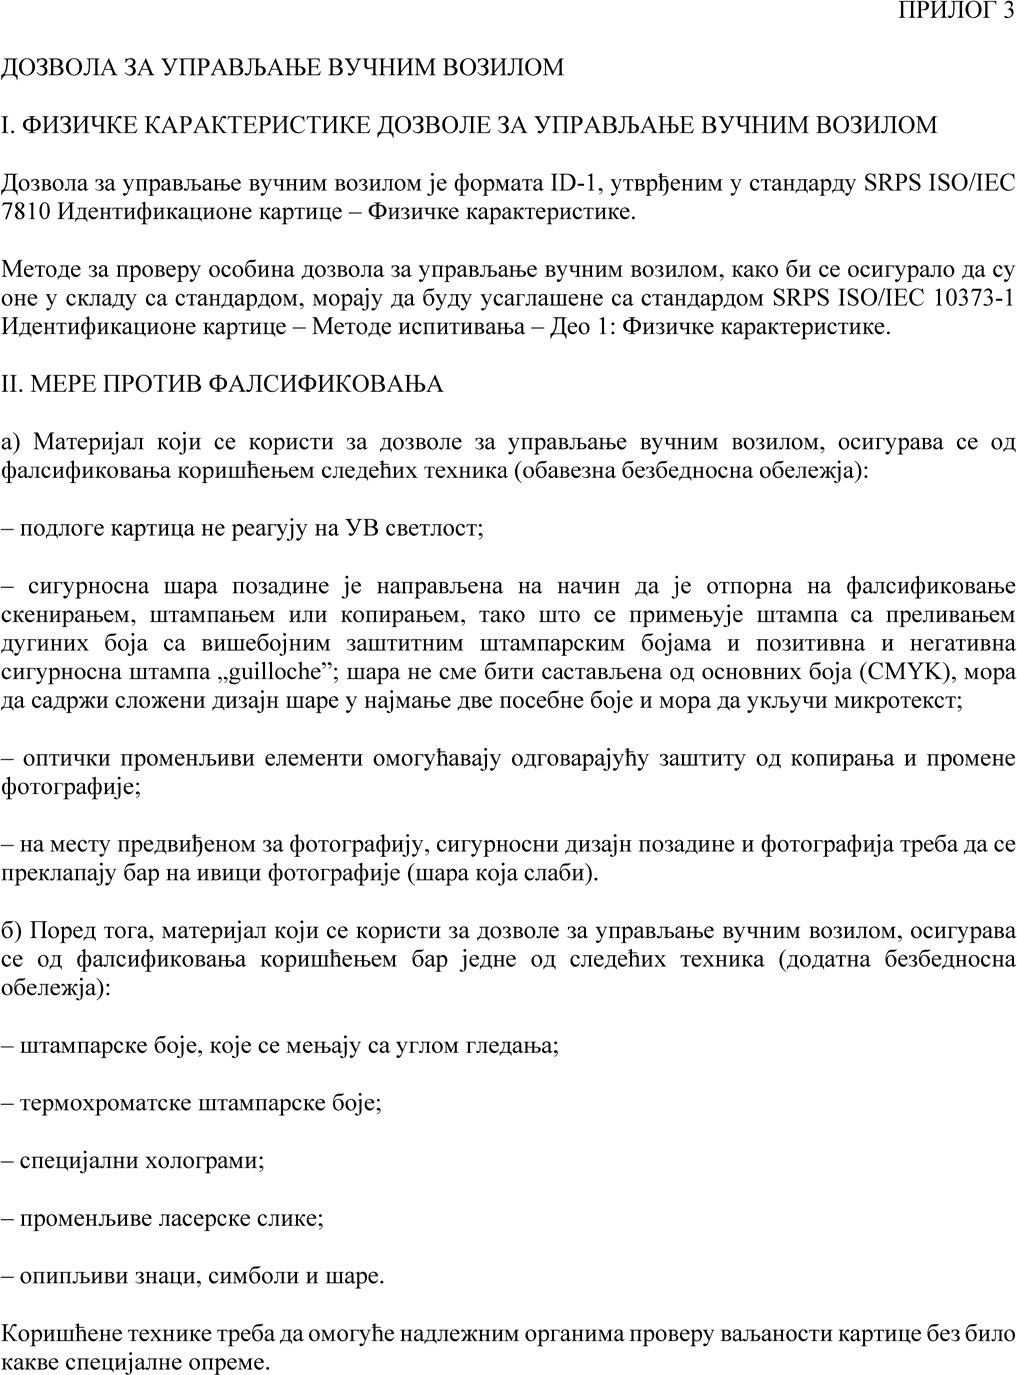 ПРИЛОГ 3
ДОЗВОЛА ЗА УПРАВЉАЊЕ ВУЧНИМ ВОЗИЛОМ
I. ФИЗИЧКЕ КАРАКТЕРИСТИКЕ ДОЗВОЛЕ ЗА УПРАВЉАЊЕ ВУЧНИМ ВОЗИЛОМ
Дозвола за управљање вучним возилом је формата ID-1, утврђеним у стандарду SRPS ISO/IEC
7810 Идентификационе картице – Физичке карактеристике.
Методе за проверу особина дозвола за управљање вучним возилом, како би се осигурало да су
оне у складу са стандардом, морају да буду усаглашене са стандардом SRPS ISO/IEC 10373-1
Идентификационе картице – Методе испитивања – Део 1: Физичке карактеристике.
II. МЕРЕ ПРОТИВ ФАЛСИФИКОВАЊА
а) Материјал који се користи за дозволе за управљање вучним возилом, осигурава се од
фалсификовања коришћењем следећих техника (обавезна безбедносна обележја):
– подлоге картица не реагују на УВ светлост;
– сигурносна шара позадине је направљена на начин да је отпорна на фалсификовање
скенирањем, штампањем или копирањем, тако што се примењује штампа са преливањем
дугиних боја са вишебојним заштитним штампарским бојама и позитивна и негативна
сигурносна штампа „guilloche”; шара не сме бити састављена од основних боја (CMYK), мора
да садржи сложени дизајн шаре у најмање две посебне боје и мора да укључи микротекст;
– оптички променљиви елементи омогућавају одговарајућу заштиту од копирања и промене
фотографије;
– на месту предвиђеном за фотографију, сигурносни дизајн позадине и фотографија треба да се
преклапају бар на ивици фотографије (шара која слаби).
б) Поред тога, материјал који се користи за дозволе за управљање вучним возилом, осигурава
се од фалсификовања коришћењем бар једне од следећих техника (додатна безбедносна
обележја):
– штампарске боје, које се мењају са углом гледања;
– термохроматске штампарске боје;
– специјални холограми;
– променљиве ласерске слике;
– опипљиви знаци, симболи и шаре.
Коришћене технике треба да омогуће надлежним органима проверу ваљаности картице без било
какве специјалне опреме.